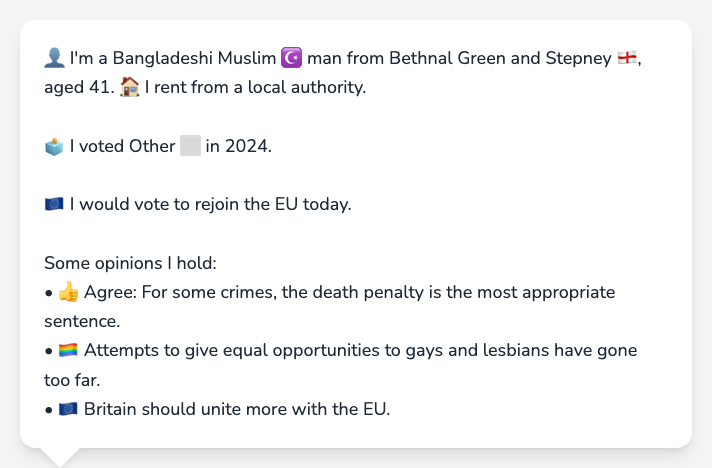 👤 I'm a Bangladeshi Muslim ☪️ man from Bethnal Green and Stepney 🏴󠁧󠁢󠁥󠁮󠁧󠁿,
aged 41. 🏠 I rent from a local authority.
🗳️ I voted Other ⬜ in 2024.
🇪🇺 I would vote to rejoin the EU today.
Some opinions I hold:
• 👍 Agree: For some crimes, the death penalty is the most appropriate
sentence.
• 🏳️‍🌈 Attempts to give equal opportunities to gays and lesbians have gone
too far.
• 🇪🇺 Britain should unite more with the EU.